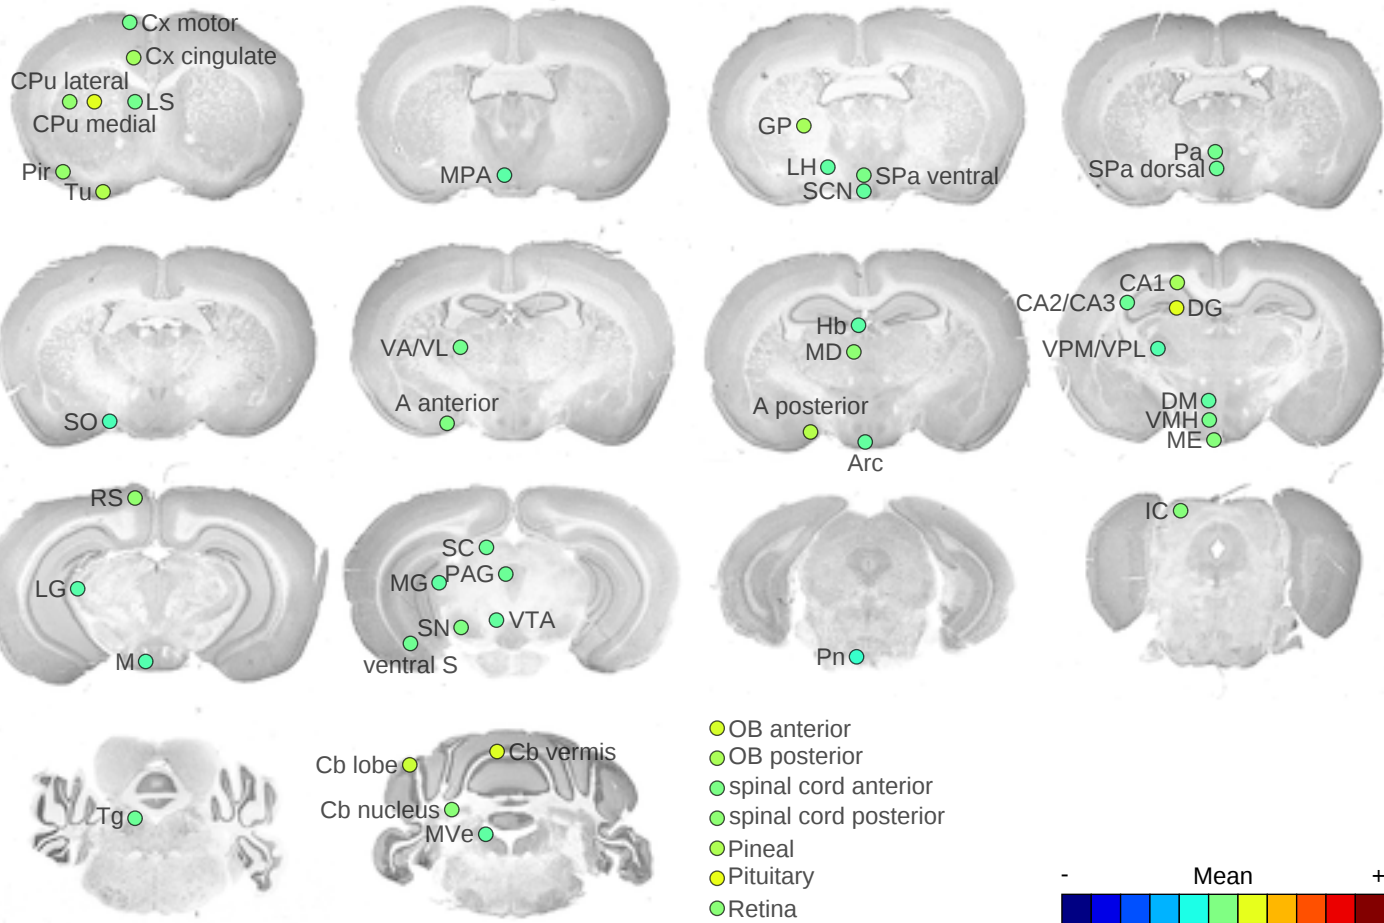 Cx motor
Cx cingulate
CPu lateral
LS
CPu medial
Pir
Tu
MPA
GP
LH
SPa ventral
SCN
Pa
SPa dorsal
SO
VA/VL
A anterior
Hb
MD
A posterior
Arc
CA1
CA2/CA3
DG
VPM/VPL
DM
VMH
ME
RS
LG
M
SC
MG
PAG
SN
VTA
ventral S
Pn
IC
Tg
Cb lobe
Cb vermis
Cb nucleus
MVe
OB anterior
OB posterior
spinal cord anterior
spinal cord posterior
Pineal
Pituitary
Retina
- Mean +